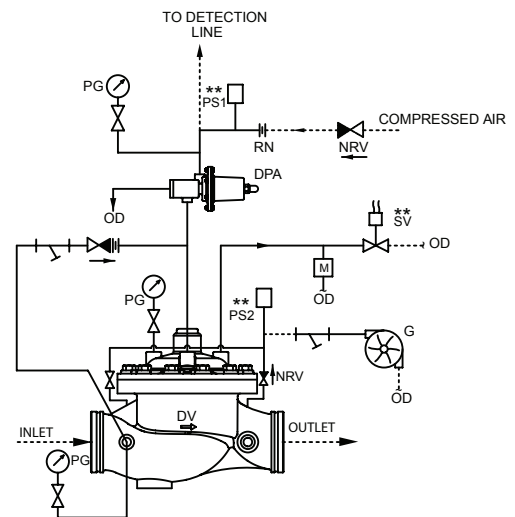 TO DETECTION
LINE
PG
**
PS1
COMPRESSED AIR
RN
NRV
DPA
OD
**
SV
OD
M
OD
PG
**
PS2
G
NRV
OD
DV
INLET
OUTLET
PG